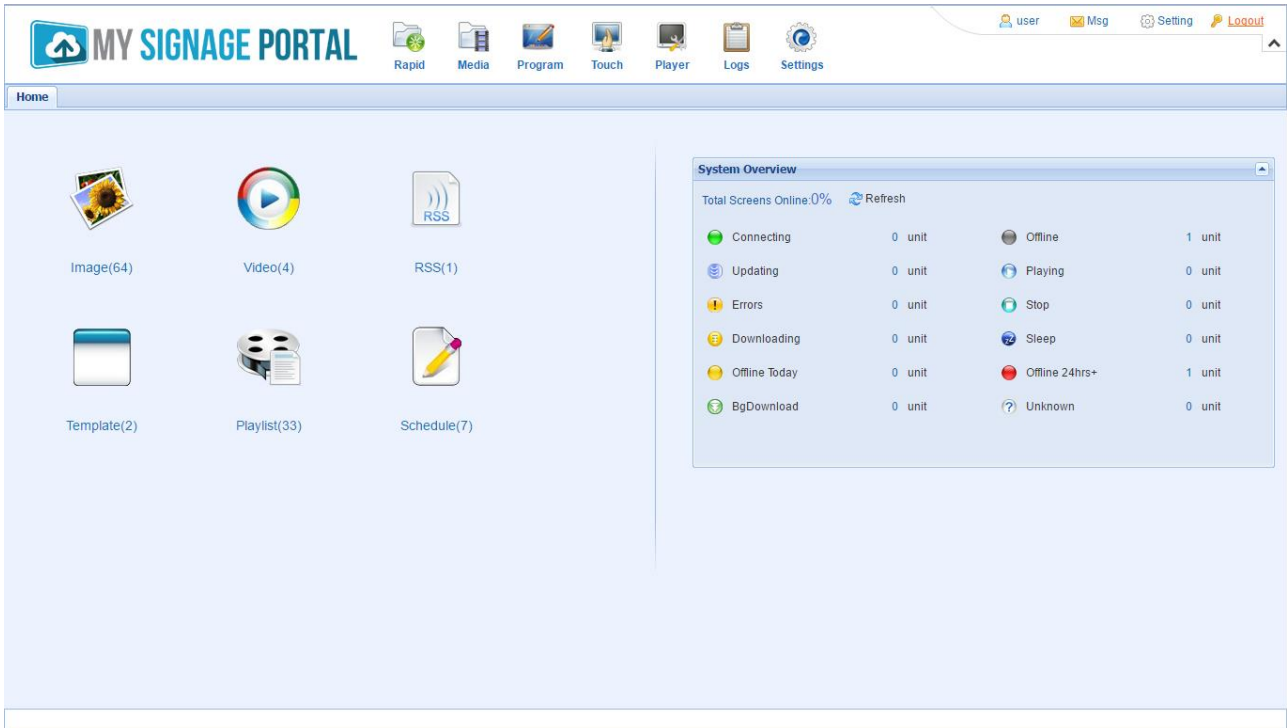 MY SIGNAGE PORTAL
Rapid Media Program Touch Player Logs Settings
user Msg Setting Logout
Home
RSS
Image(64) Video(4) RSS(1)
Template(2) Playlist(33) Schedule(7)
System Overview
Total Screens Online:0% Refresh
Connecting 0 unit Offline 1 unit
Updating 0 unit Playing 0 unit
Errors 0 unit Stop 0 unit
Downloading 0 unit Sleep 0 unit
Offline Today 0 unit Offline 24hrs+ 1 unit
BgDownload 0 unit Unknown 0 unit